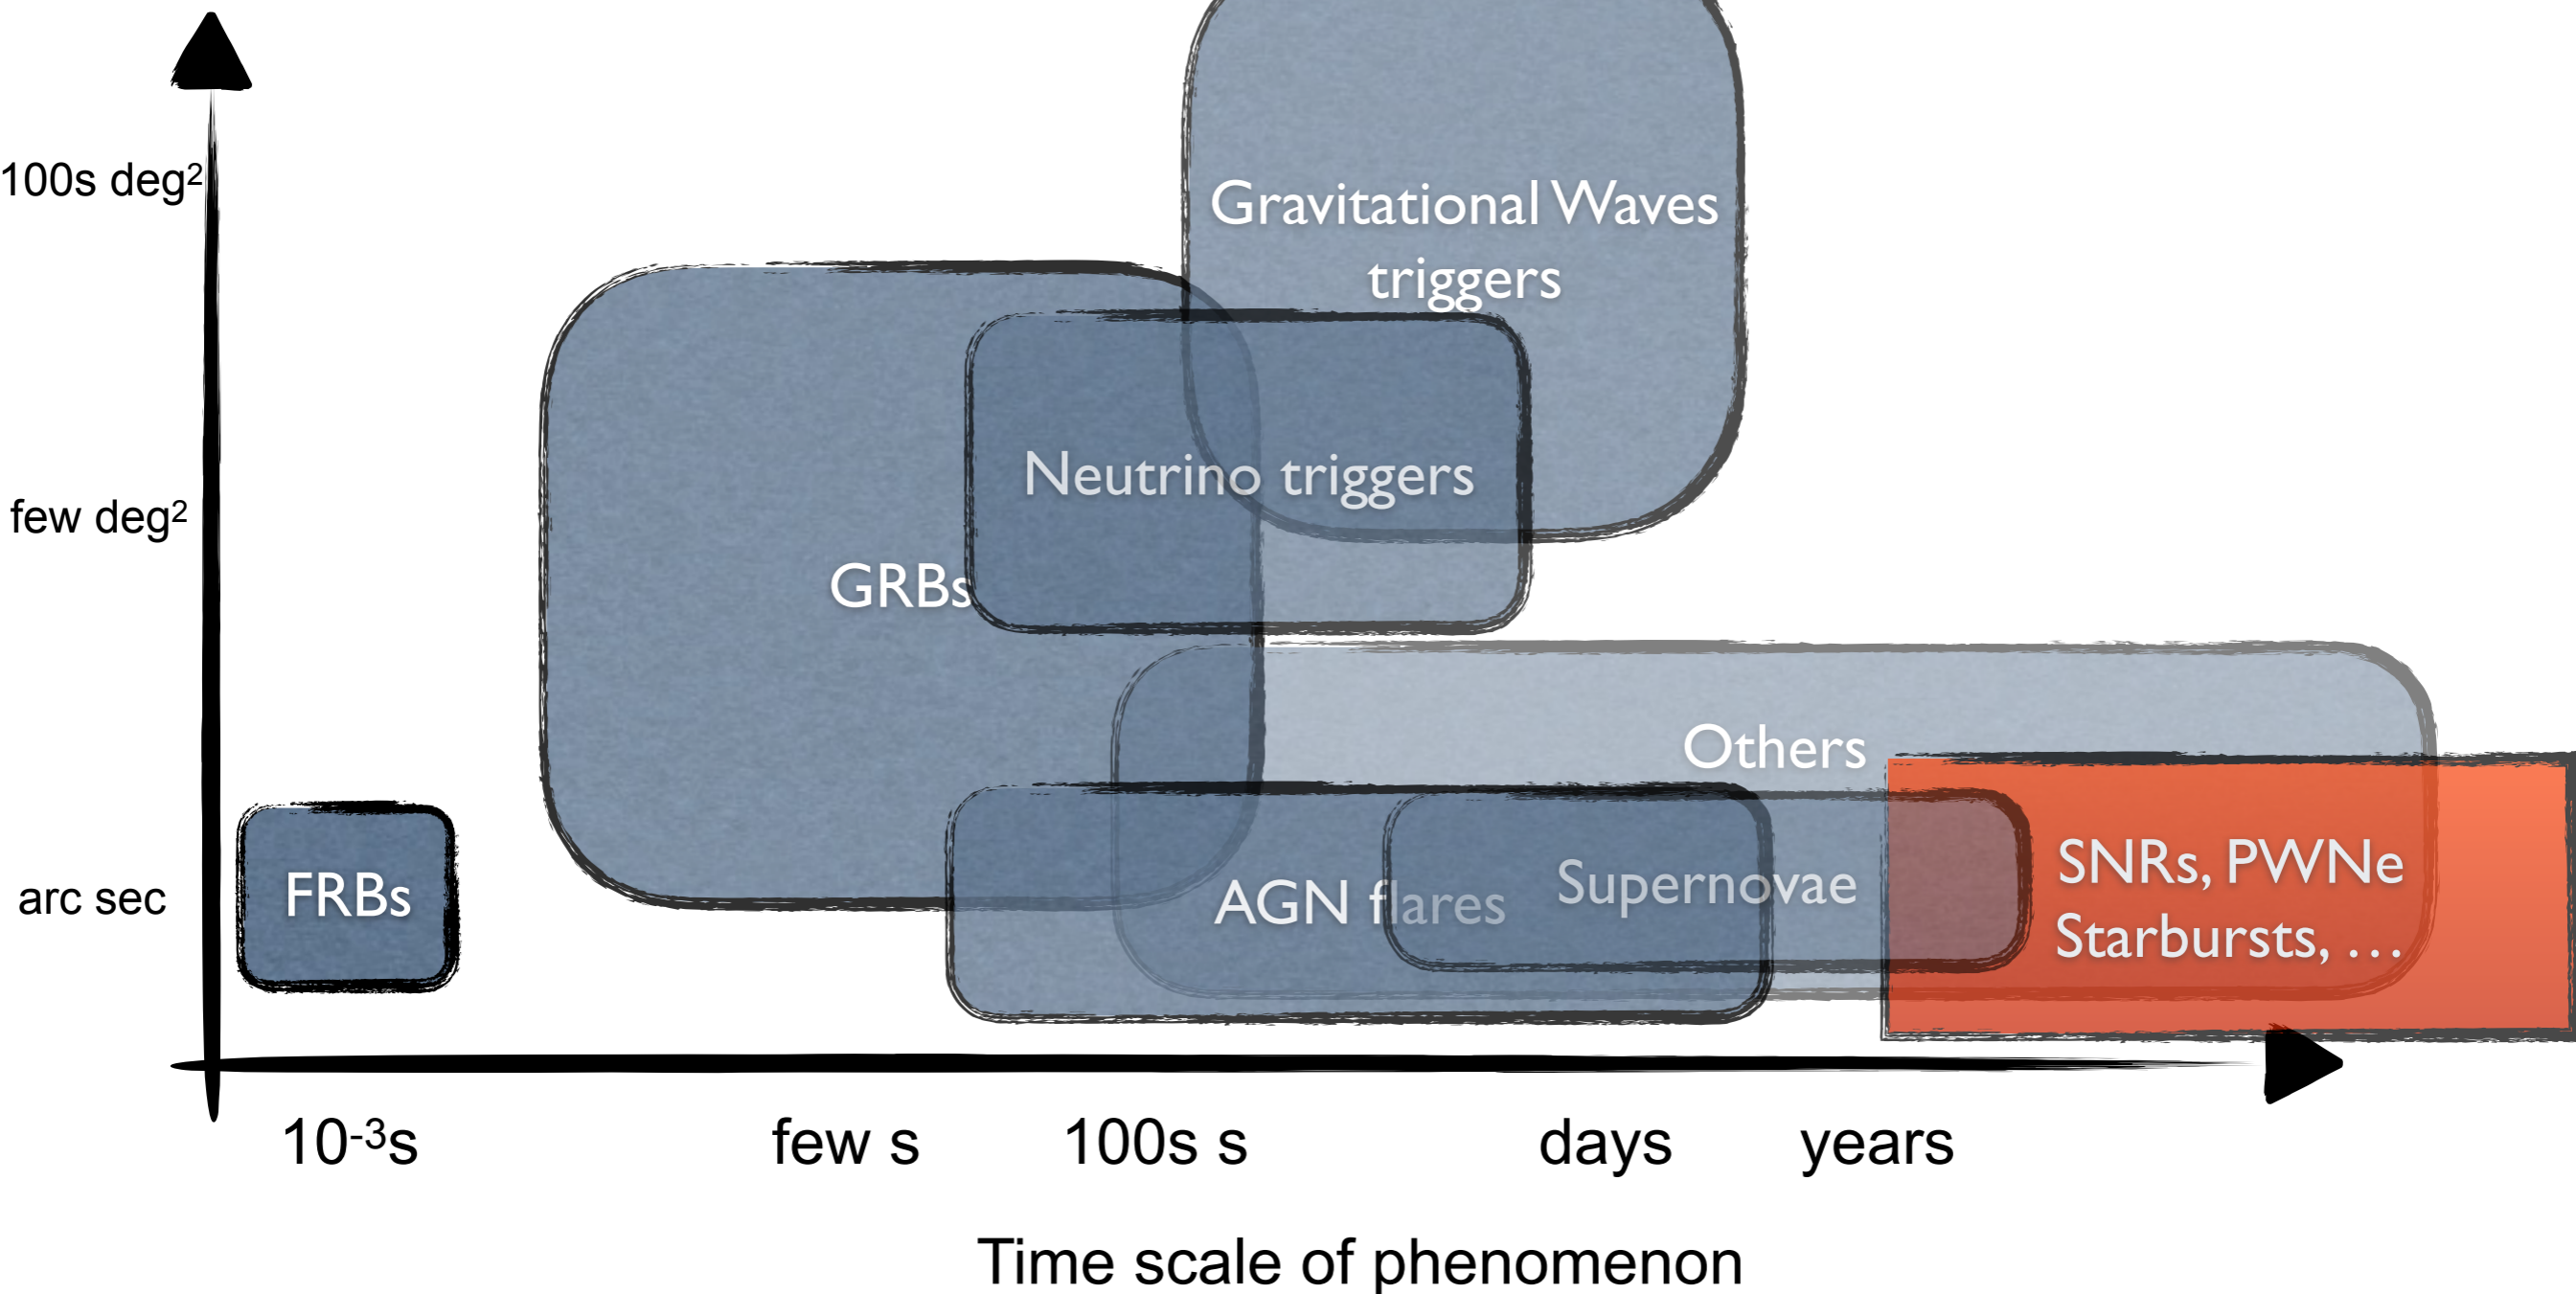 100s deg²
Gravitational Waves
triggers
Neutrino triggers
few deg²
GRBs
Others
SNRs, PWNe
Starbursts, …
Supernovae
AGN flares
FRBs
arc sec
10⁻³s
few s
100s s
days
years
Time scale of phenomenon